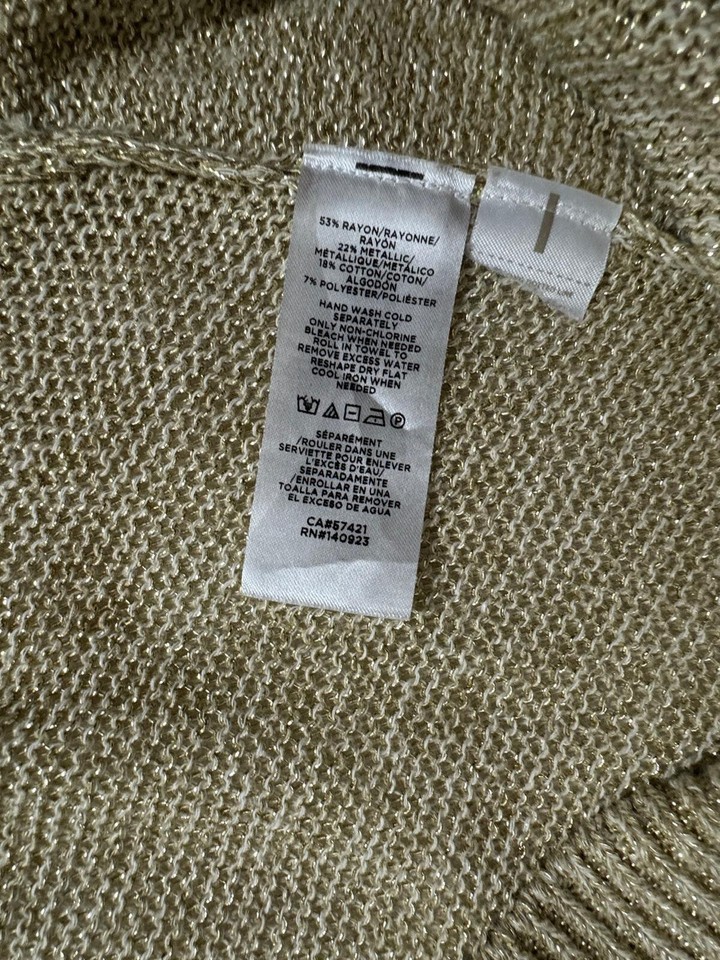 53% RAYON/RAYONNE/
RAYÓN
22% METALLIC/
MÉTALLIQUE/METÁLICO
18% COTTON/COTON/
ALGODÓN
7% POLYESTER/POLIÉSTER
HAND WASH COLD
SEPARATELY
ONLY NON-CHLORINE
BLEACH WHEN NEEDED
ROLL IN TOWEL TO
REMOVE EXCESS WATER
RESHAPE DRY FLAT
COOL IRON WHEN
NEEDED
P
SÉPARÉMENT
/ROULER DANS UNE
SERVIETTE POUR ENLEVER
L'EXCÈS D'EAU/
SEPARADAMENTE
/ENROLLAR EN UNA
TOALLA PARA REMOVER
EL EXCESO DE AGUA
CA#57421
RN#140923
LINE